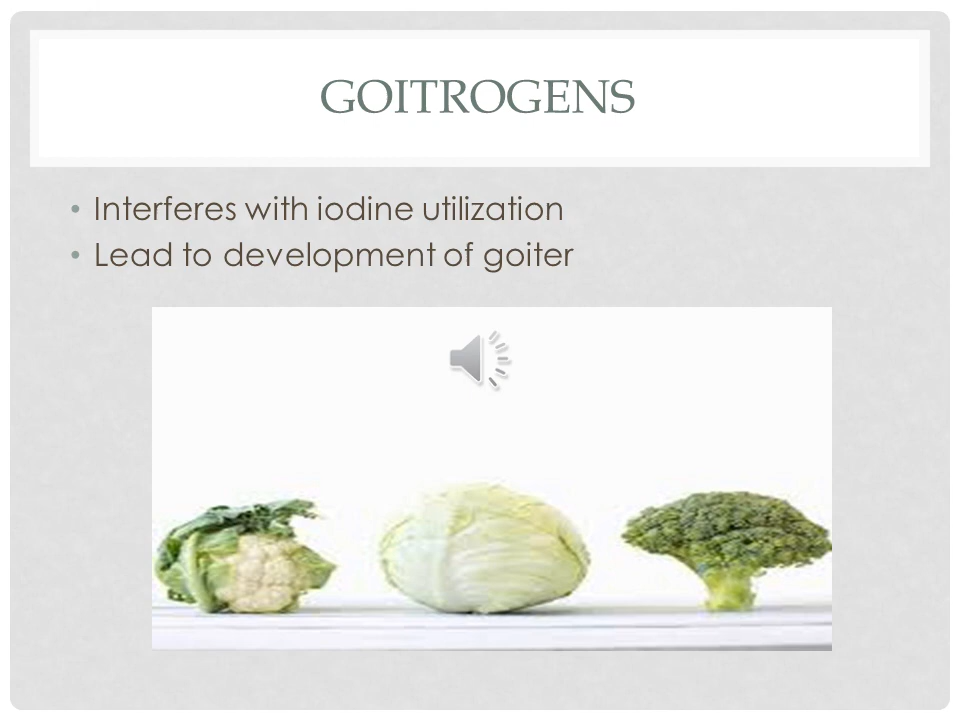 GOITROGENS
• Interferes with iodine utilization
• Lead to development of goiter